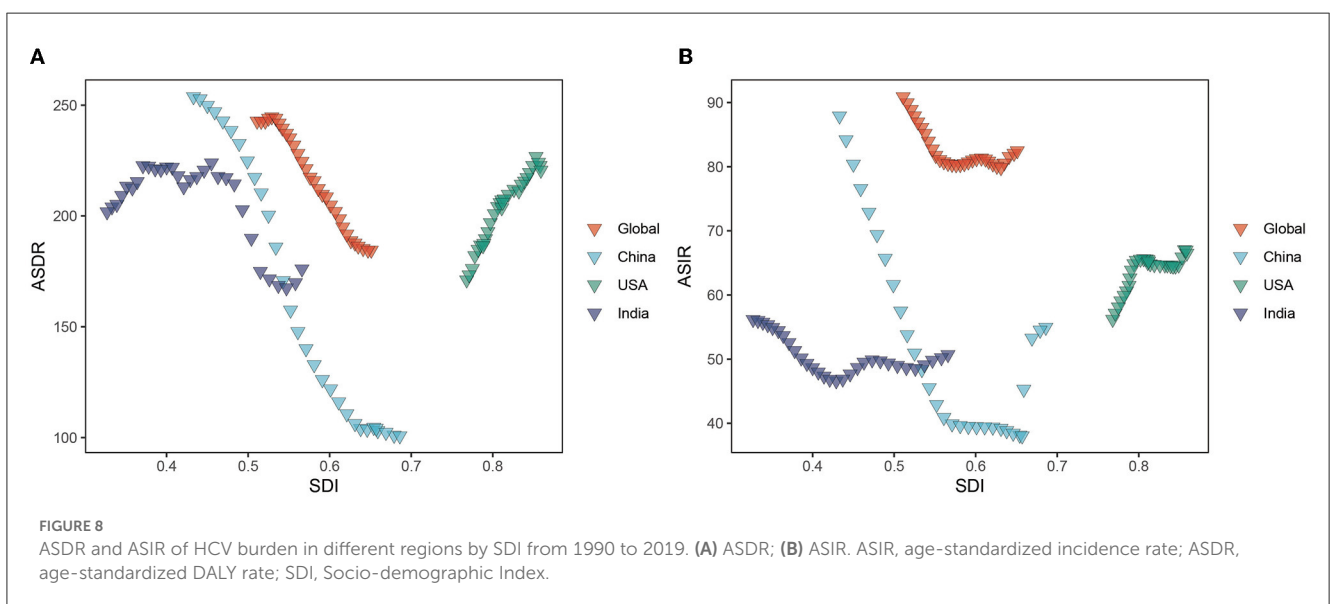 A
250
200
150
100
ASDR
0.4 0.5 0.6 0.7 0.8
SDI
Global
China
USA
India
B
90
80
70
60
50
40
ASIR
0.4 0.5 0.6 0.7 0.8
SDI
Global
China
USA
India
FIGURE 8
ASDR and ASIR of HCV burden in different regions by SDI from 1990 to 2019. (A) ASDR; (B) ASIR. ASIR, age-standardized incidence rate; ASDR,
age-standardized DALY rate; SDI, Socio-demographic Index.